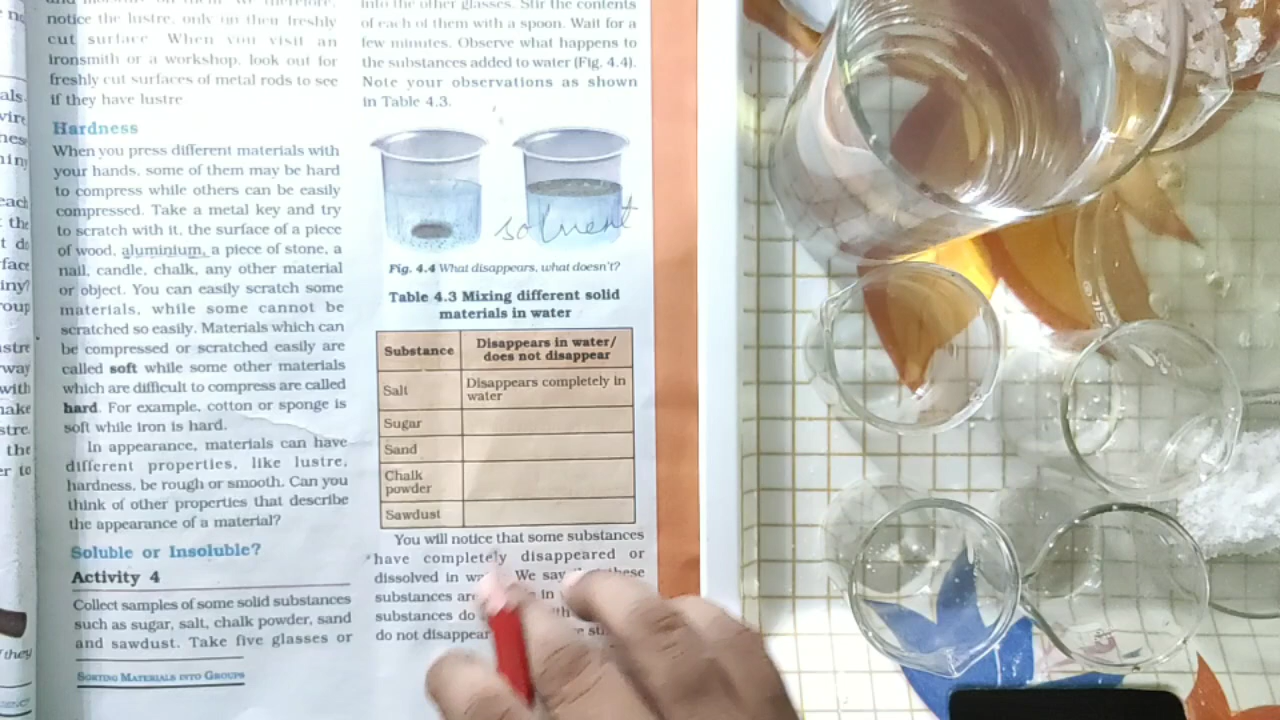 notice the lustre, only on then freshly
cut surface. When you visit an
ironsmith or a workshop, look out for
freshly cut surfaces of metal rods to see
if they have lustre
Hardness
When you press different materials with
your hands, some of them may be hard
to compress while others can be easily
compressed. Take a metal key and try
to scratch with it, the surface of a piece
of wood, aluminium, a piece of stone, a
nail, candle, chalk, any other material
or object. You can easily scratch some
materials, while some cannot be
scratched so easily. Materials which can
be compressed or scratched easily are
called soft while some other materials
which are difficult to compress are called
hard. For example, cotton or sponge is
soft while iron is hard.
In appearance, materials can have
different properties, like lustre,
hardness, be rough or smooth. Can you
think of other properties that describe
the appearance of a material?
Soluble or Insoluble?
Activity 4
Collect samples of some solid substances
such as sugar, salt, chalk powder, sand
and sawdust. Take five glasses or
SORTING MATERIALS INTO GROUPS
into the other glasses. Stir the contents
of each of them with a spoon. Wait for a
few minutes. Observe what happens to
the substances added to water (Fig. 4.4).
Note your observations as shown
in Table 4.3.
solvent
Fig. 4.4 What disappears, what doesn't?
Table 4.3 Mixing different solid
materials in water
Substance
Disappears in water/
does not disappear
Salt
Disappears completely in
water
Sugar
Sand
Chalk
powder
Sawdust
You will notice that some substances
have completely disappeared or
dissolved in We say these
substances in
substances do
do not disappear